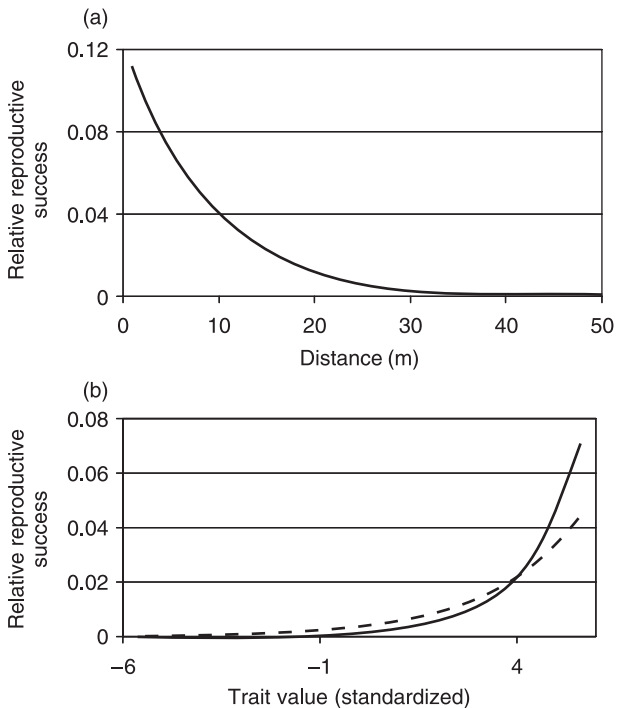 (a)
Relative reproductive
success
0.12
0.08
0.04
0
0 10 20 30 40 50
Distance (m)
(b)
Relative reproductive
success
0.08
0.06
0.04
0.02
0
−6 −1 4
Trait value (standardized)